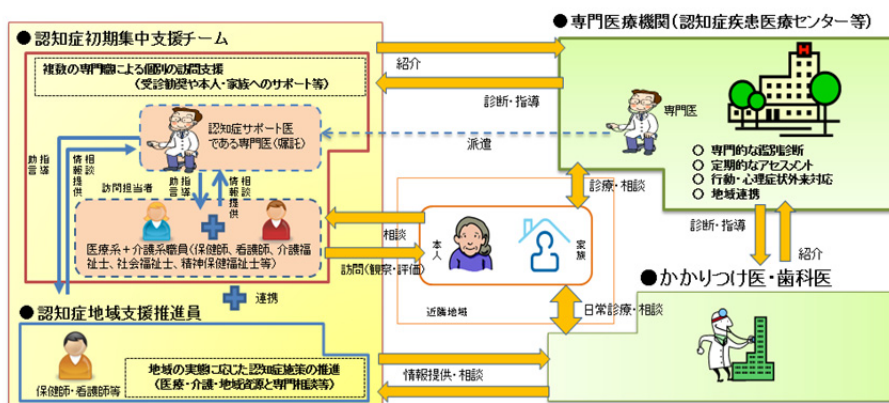 ●認知症初期集中支援チーム
複数の専門職による個別の訪問支援
（受診勧奨や本人・家族へのサポート等）
認知症サポート医
である専門医（嘱託）
指導
助言
相談
情報提供
訪問担当者
指導
助言
相談
情報提供
医療系＋介護系職員（保健師、看護師、介護福
祉士、社会福祉士、精神保健福祉士等）
連携
●認知症地域支援推進員
保健師・看護師等
地域の実態に応じた認知症施策の推進
（医療・介護・地域資源と専門相談等）
紹介
診断・指導
派遣
相談
訪問（観察・評価）
本人
家族
近隣地域
診療・相談
日常診療・相談
情報提供・相談
●専門医療機関（認知症疾患医療センター等）
H
専門医
○ 専門的な鑑別診断
○ 定期的なアセスメント
○ 行動・心理症状外来対応
○ 地域連携
診断・指導
紹介
●かかりつけ医・歯科医